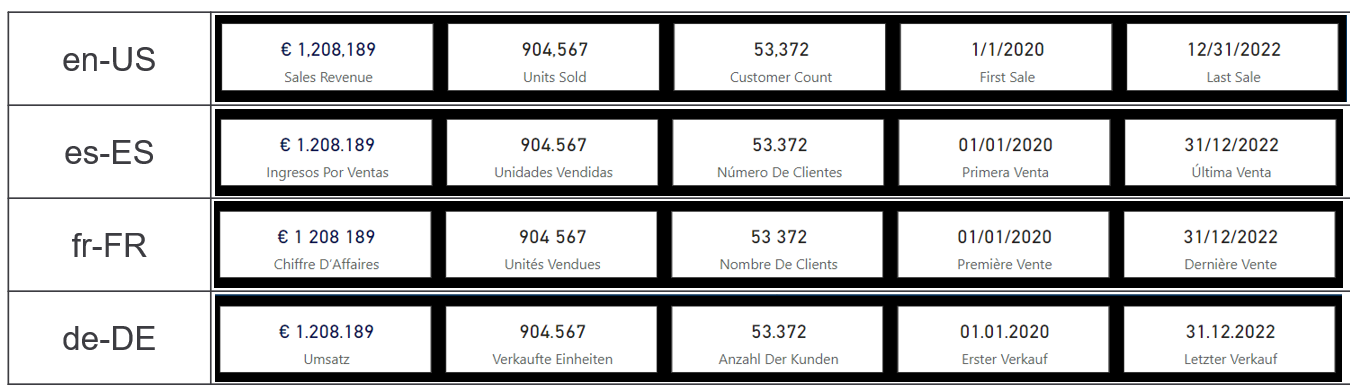 en-US
€ 1,208,189
Sales Revenue
904,567
Units Sold
53,372
Customer Count
1/1/2020
First Sale
12/31/2022
Last Sale
es-ES
€ 1.208.189
Ingresos Por Ventas
904.567
Unidades Vendidas
53.372
Número De Clientes
01/01/2020
Primera Venta
31/12/2022
Última Venta
fr-FR
€ 1 208 189
Chiffre D'Affaires
904 567
Unités Vendues
53 372
Nombre De Clients
01/01/2020
Première Vente
31/12/2022
Dernière Vente
de-DE
€ 1.208.189
Umsatz
904.567
Verkaufte Einheiten
53.372
Anzahl Der Kunden
01.01.2020
Erster Verkauf
31.12.2022
Letzter Verkauf